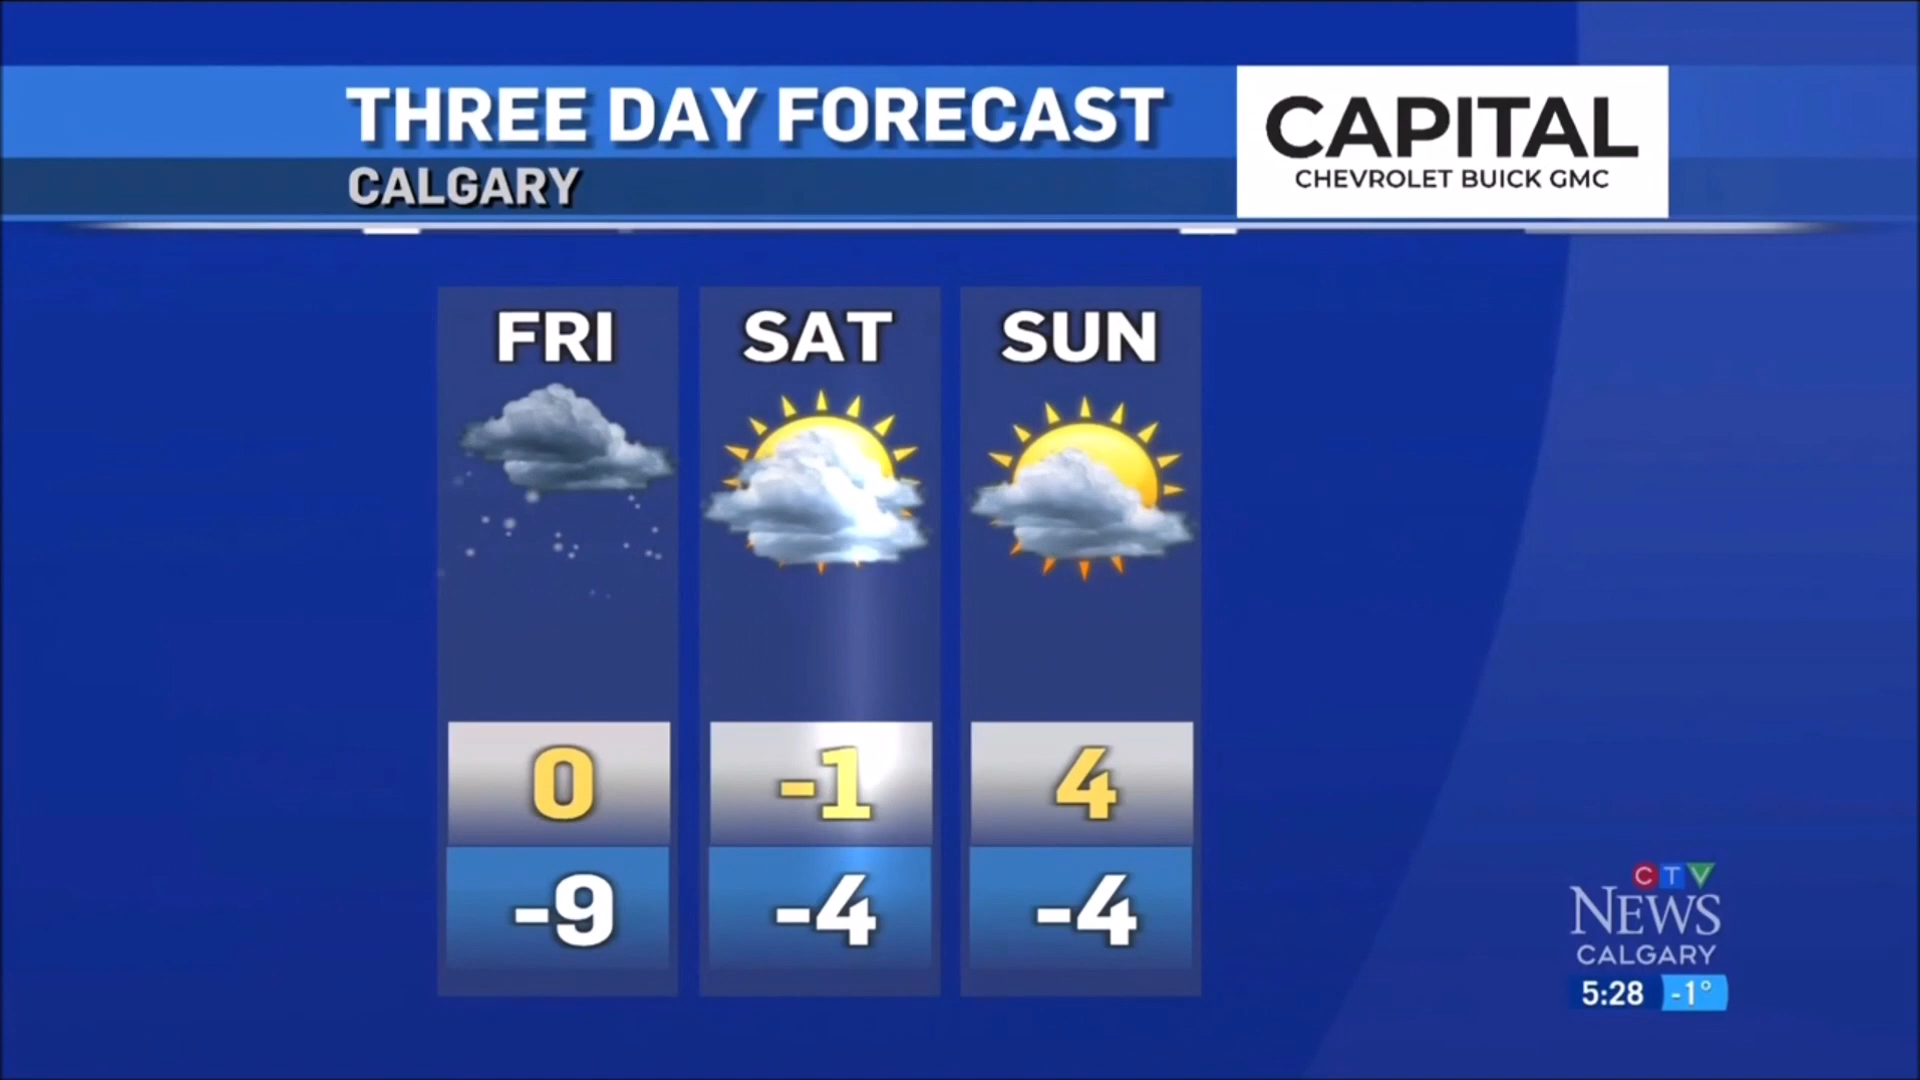 THREE DAY FORECAST
CALGARY
CAPITAL
CHEVROLET BUICK GMC
FRI
SAT
SUN
0
-1
4
-9
-4
-4
CTV
NEWS
CALGARY
5:28 -1°